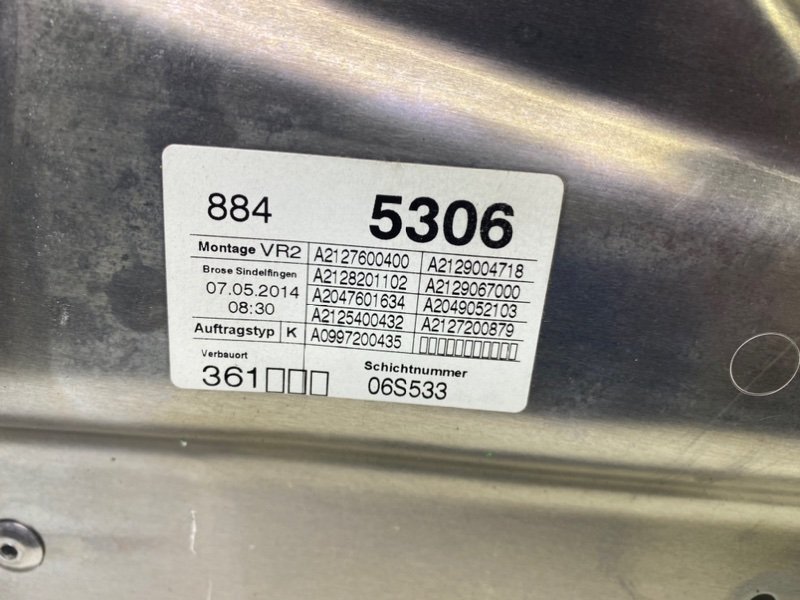 884 5306
Montage VR2 A2127600400 A2129004718
Brose Sindelfingen A2128201102 A2129067000
07.05.2014 A2047601634 A2049052103
08:30 A2125400432 A2127200879
Auftragstyp K A0997200435 □□□□□□□□□□□
Verbauort Schichtnummer
361□□□ 06S533